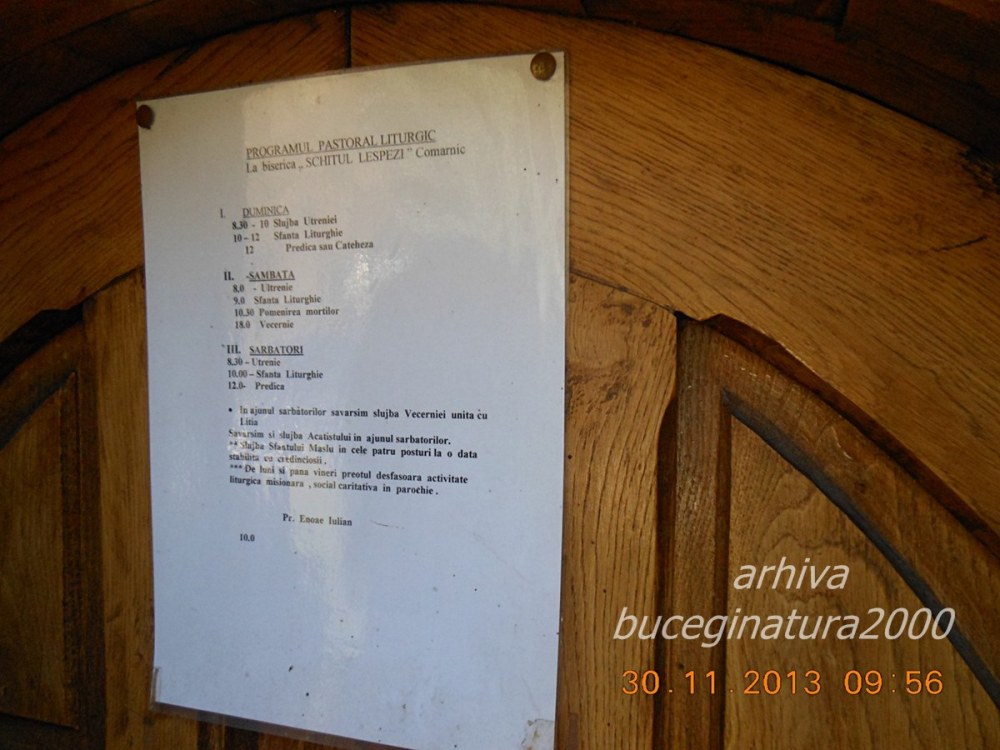 PROGRAMUL PASTORAL LITURGIC
La biserica „ SCHITUL LESPEZI ” Comarnic
I. DUMINICA
8.30 - 10 Slujba Utreniei
10 – 12 Sfanta Liturghie
12 Predica sau Cateheza
II. -SAMBATA
8.0 - Ultrenie
9.0 Sfanta Liturghie
10.30 Pomenirea mortilor
18.0 Vecernie
III. SARBATORI
8.30 – Utrenie
10.00 – Sfanta Liturghie
12.0- Predica
• In ajunul sarbatorilor savarsim slujba Vecerniei unita cu
Litia
Savarsim si slujba Acatistului in ajunul sarbatorilor.
** Slujba Sfantului Maslu in cele patru posturi la o data
stabilita cu credinciosii .
*** De luni si pana vineri preotul desfasoara activitate
liturgica misionara , social caritativa in parochie .
Pr. Enoae Iulian
10.0
arhiva
buceginatura2000
30.11.2013 09:56